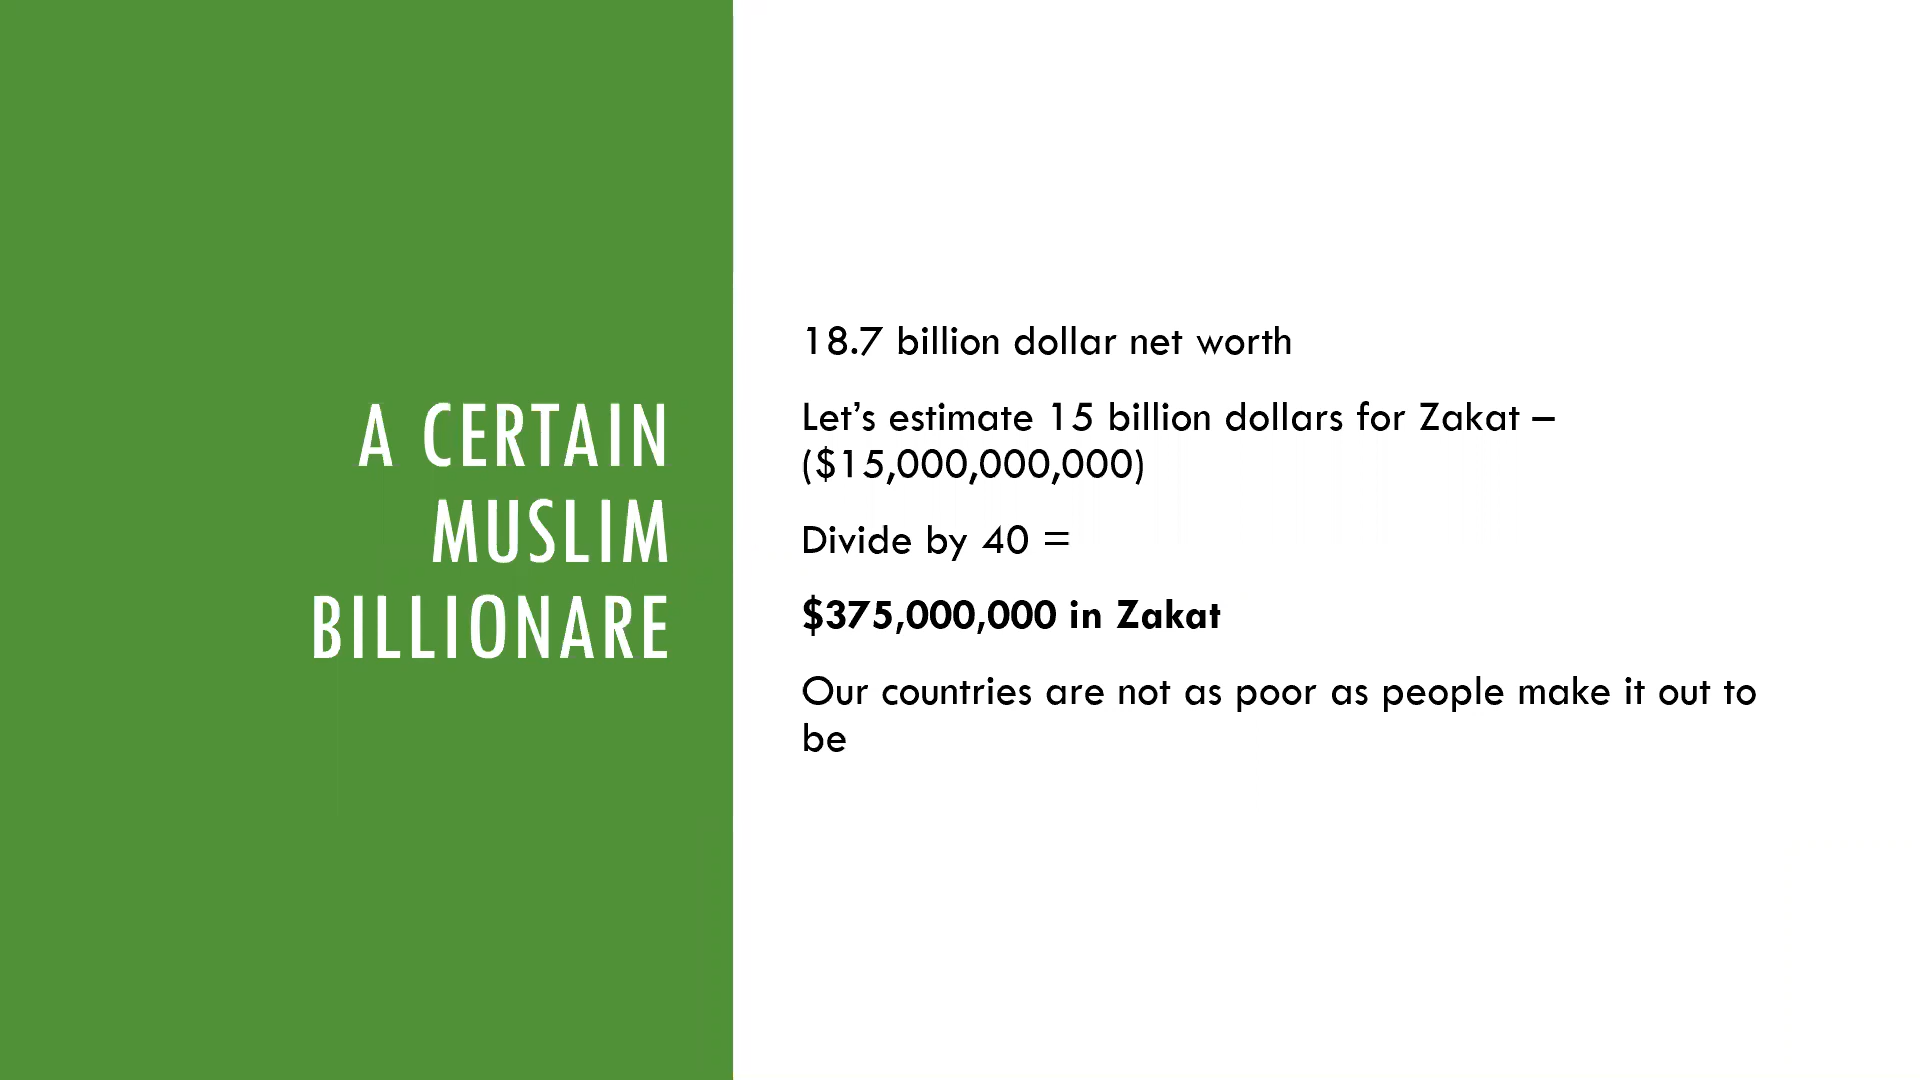 A CERTAIN
MUSLIM
BILLIONARE
18.7 billion dollar net worth
Let’s estimate 15 billion dollars for Zakat –
($15,000,000,000)
Divide by 40 =
$375,000,000 in Zakat
Our countries are not as poor as people make it out to
be